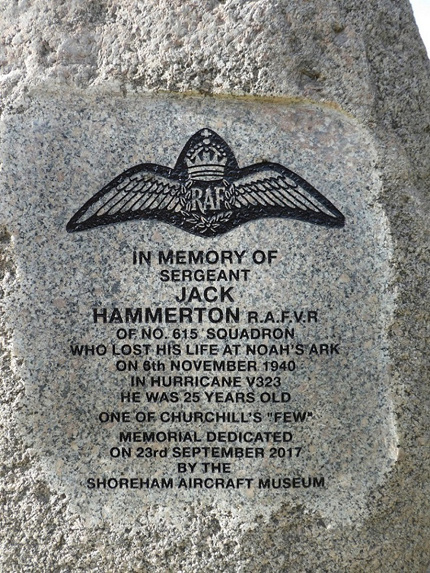 RAF
IN MEMORY OF
SERGEANT
JACK
HAMMERTON R.A.F.V.R
OF NO. 615 SQUADRON
WHO LOST HIS LIFE AT NOAH'S ARK
ON 6th NOVEMBER 1940
IN HURRICANE V323
HE WAS 25 YEARS OLD
ONE OF CHURCHILL'S "FEW"
MEMORIAL DEDICATED
ON 23rd SEPTEMBER 2017
BY THE
SHOREHAM AIRCRAFT MUSEUM